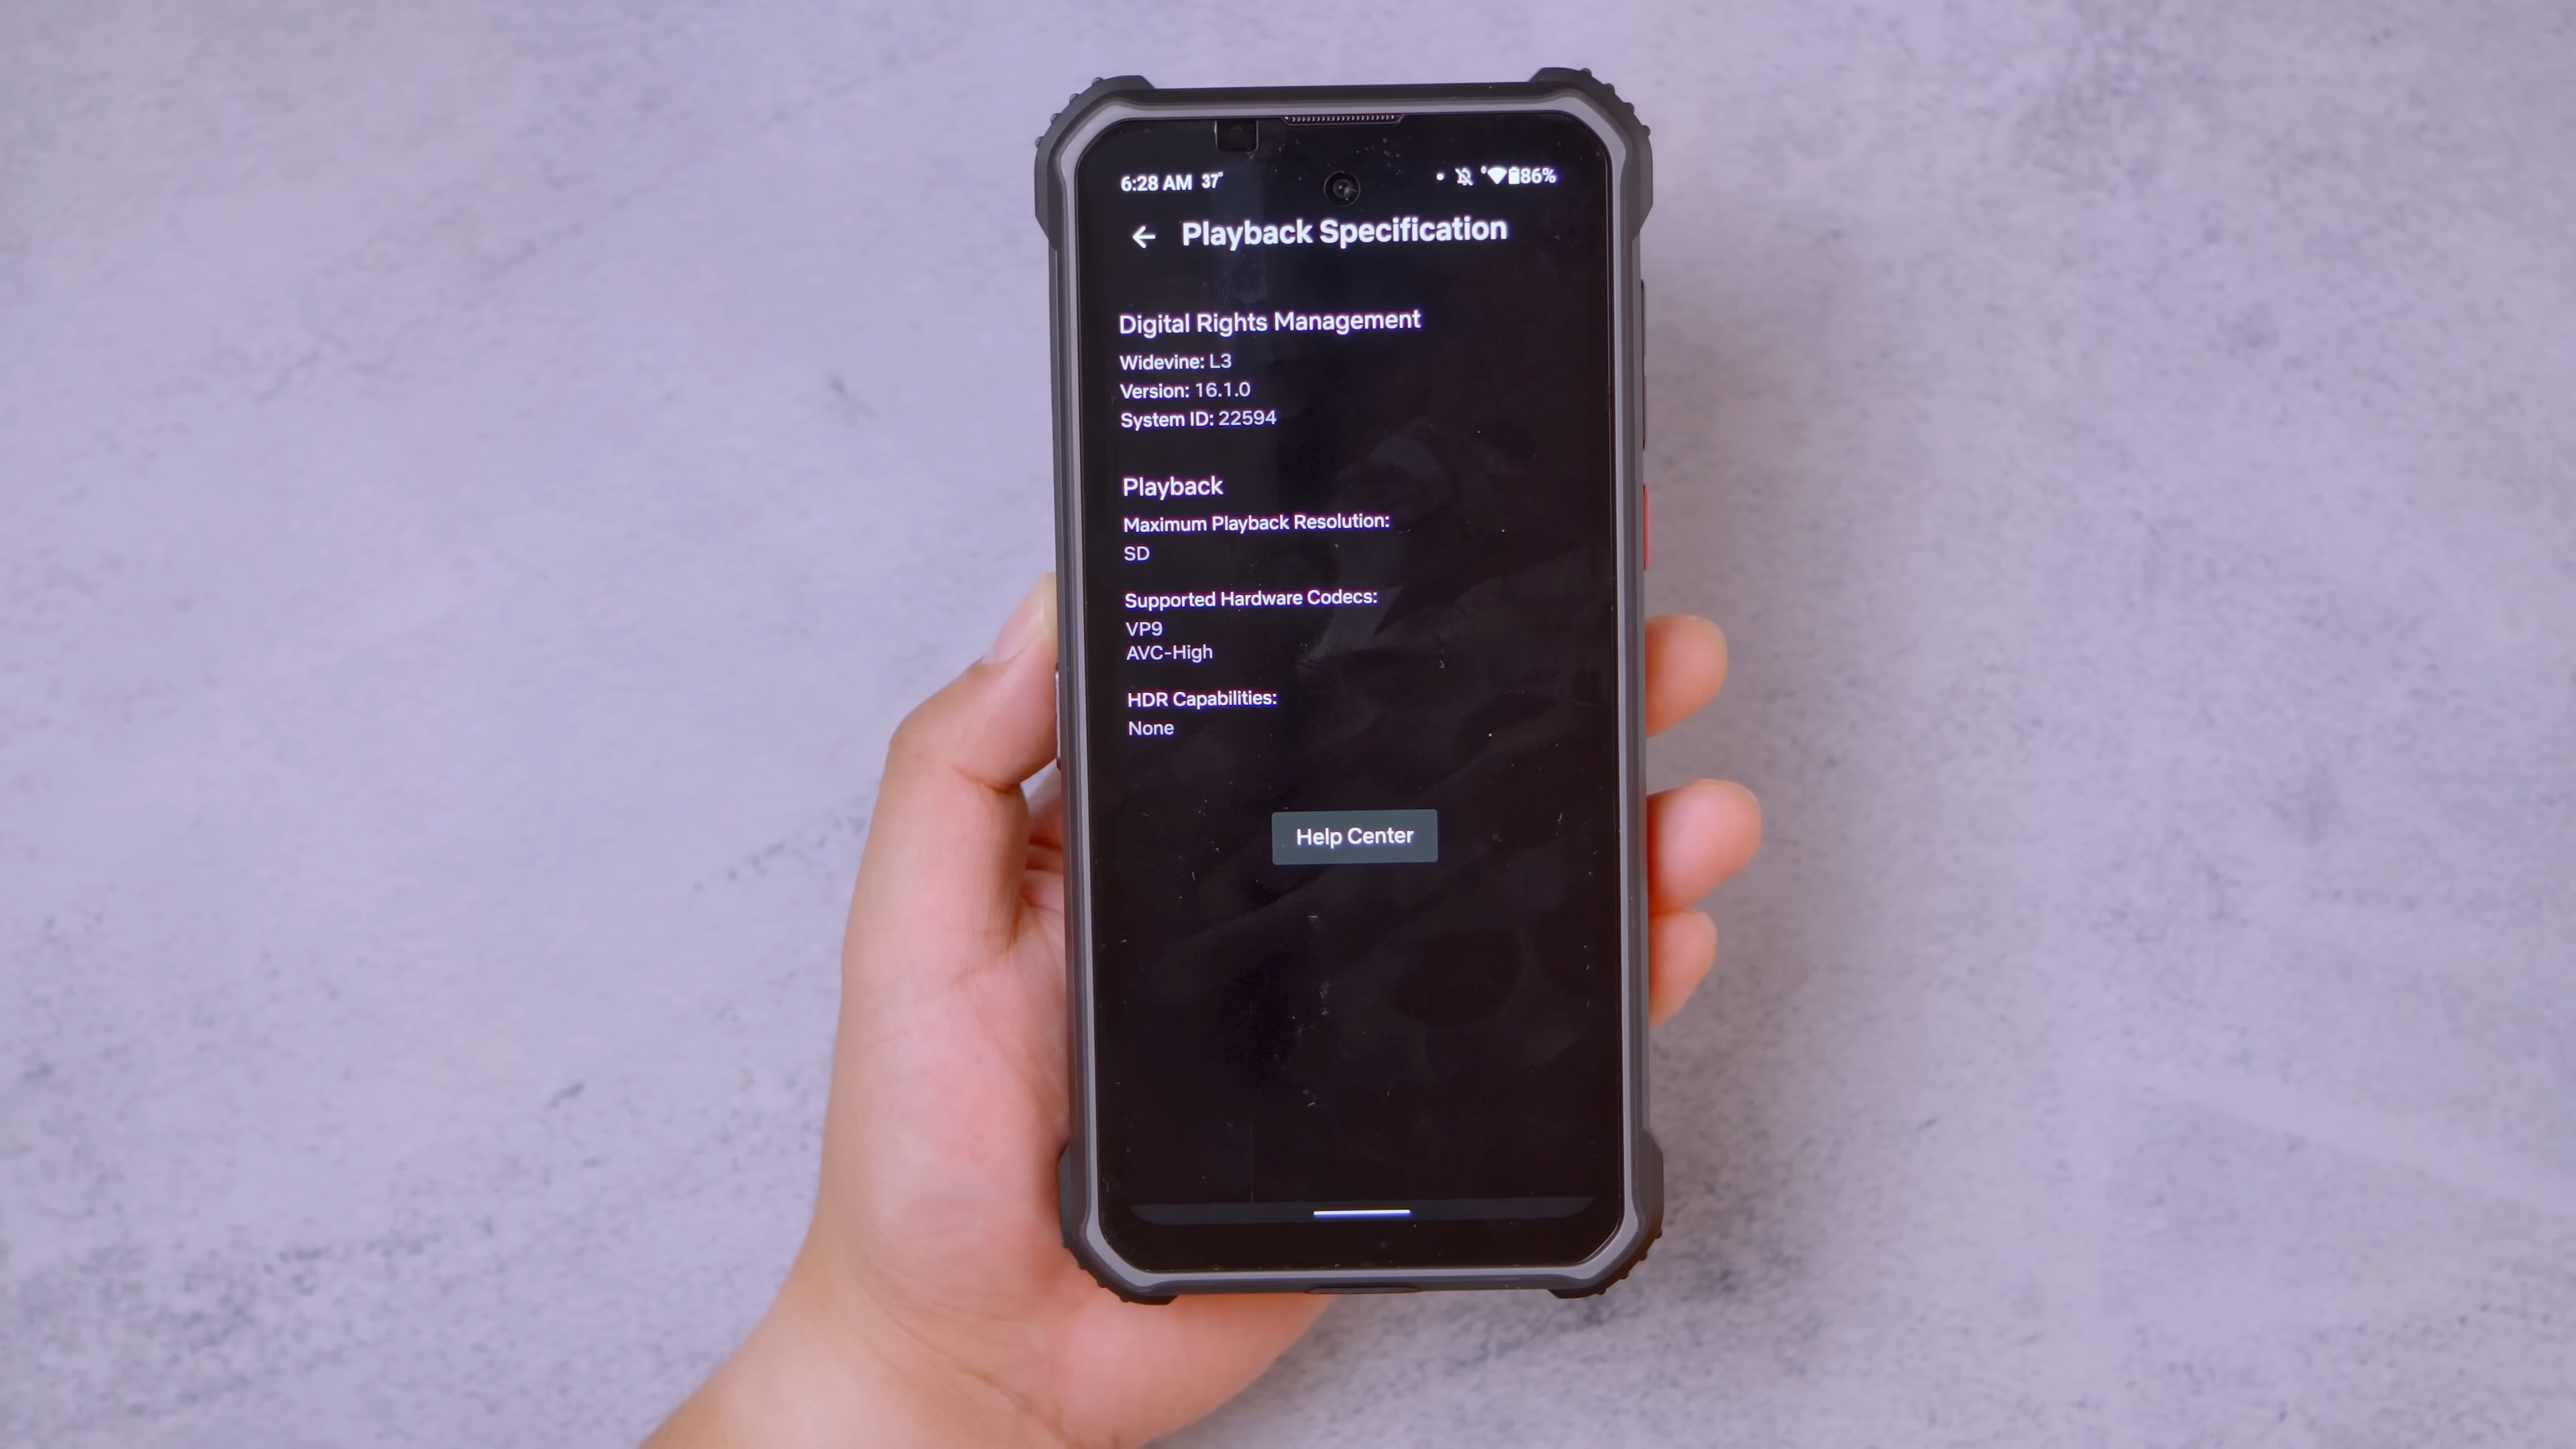 6:28 AM 37° 86%
Playback Specification
Digital Rights Management
Widevine: L3
Version: 16.1.0
System ID: 22594
Playback
Maximum Playback Resolution:
SD
Supported Hardware Codecs:
VP9
AVC-High
HDR Capabilities:
None
Help Center